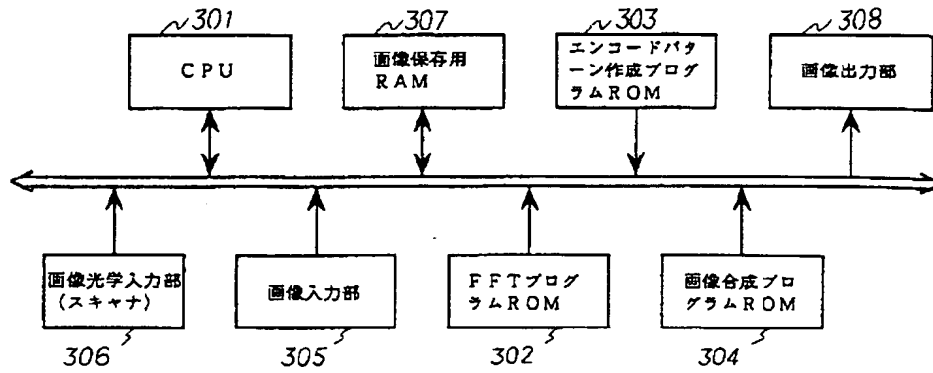 301
307
303
308
CPU
画像保存用
RAM
エンコードパタ
ーン作成プログ
ラムROM
画像出力部
画像光学入力部
(スキャナ)
画像入力部
FFTプログ
ラムROM
画像合成プロ
グラムROM
306
305
302
304